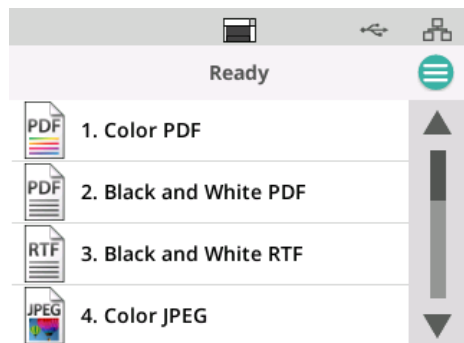 Ready
PDF
1. Color PDF
PDF
2. Black and White PDF
RTF
3. Black and White RTF
JPEG
4. Color JPEG